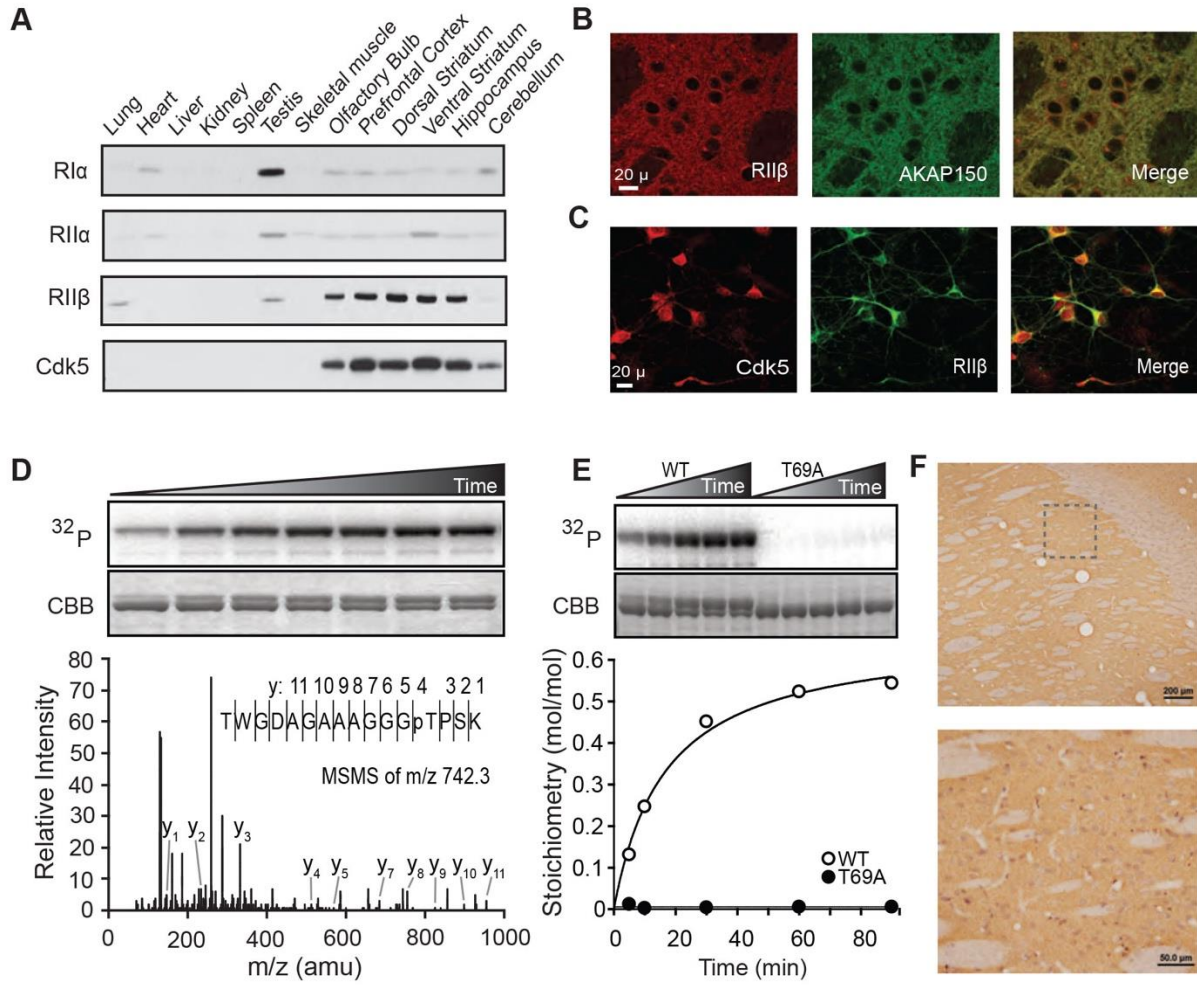 A
Lung
Heart
Liver
Kidney
Spleen
Testis
Skeletal muscle
Olfactory Bulb
Prefrontal Cortex
Dorsal Striatum
Ventral Striatum
Hippocampus
Cerebellum
RIα
RIIα
RIIβ
Cdk5
B
20 µ
RIIβ
AKAP150
Merge
C
20 µ
Cdk5
RIIβ
Merge
D
Time
32P
CBB
Relative Intensity
80
70
60
50
40
30
20
10
0
y: 11 10 9 8 7 6 5 4 3 2 1
TWGDAGAAAGGGpTPSK
MSMS of m/z 742.3
y1 y2 y3 y4 y5 y7 y8 y9 y10 y11
0 200 400 600 800 1000
m/z (amu)
E
WT T69A
Time Time
32P
CBB
Stoichiometry (mol/mol)
0.6
0.5
0.4
0.3
0.2
0.1
0
WT
T69A
0 20 40 60 80
Time (min)
F
200 µm
50.0 µm